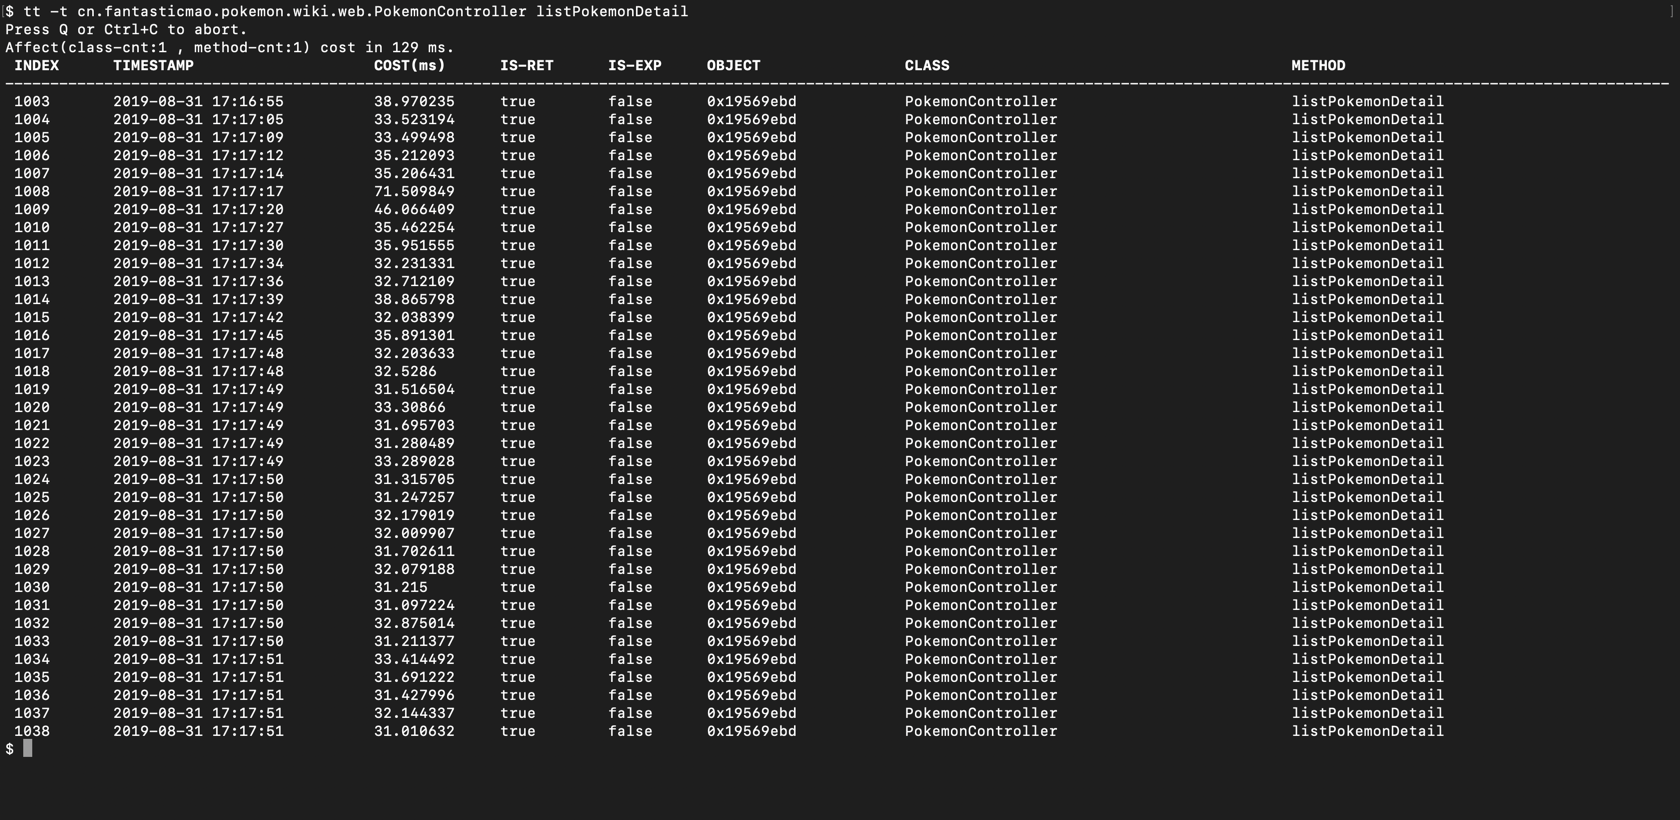 $ tt -t cn.fantasticmao.pokemon.wiki.web.PokemonController listPokemonDetail
Press Q or Ctrl+C to abort.
Affect(class-cnt:1 , method-cnt:1) cost in 129 ms.
INDEX TIMESTAMP COST(ms) IS-RET IS-EXP OBJECT CLASS METHOD
1003 2019-08-31 17:16:55 38.970235 true false 0x19569ebd PokemonController listPokemonDetail
1004 2019-08-31 17:17:05 33.523194 true false 0x19569ebd PokemonController listPokemonDetail
1005 2019-08-31 17:17:09 33.499498 true false 0x19569ebd PokemonController listPokemonDetail
1006 2019-08-31 17:17:12 35.212093 true false 0x19569ebd PokemonController listPokemonDetail
1007 2019-08-31 17:17:14 35.206431 true false 0x19569ebd PokemonController listPokemonDetail
1008 2019-08-31 17:17:17 71.509849 true false 0x19569ebd PokemonController listPokemonDetail
1009 2019-08-31 17:17:20 46.066409 true false 0x19569ebd PokemonController listPokemonDetail
1010 2019-08-31 17:17:27 35.462254 true false 0x19569ebd PokemonController listPokemonDetail
1011 2019-08-31 17:17:30 35.951555 true false 0x19569ebd PokemonController listPokemonDetail
1012 2019-08-31 17:17:34 32.231331 true false 0x19569ebd PokemonController listPokemonDetail
1013 2019-08-31 17:17:36 32.712109 true false 0x19569ebd PokemonController listPokemonDetail
1014 2019-08-31 17:17:39 38.865798 true false 0x19569ebd PokemonController listPokemonDetail
1015 2019-08-31 17:17:42 32.038399 true false 0x19569ebd PokemonController listPokemonDetail
1016 2019-08-31 17:17:45 35.891301 true false 0x19569ebd PokemonController listPokemonDetail
1017 2019-08-31 17:17:48 32.203633 true false 0x19569ebd PokemonController listPokemonDetail
1018 2019-08-31 17:17:48 32.5286 true false 0x19569ebd PokemonController listPokemonDetail
1019 2019-08-31 17:17:49 31.516504 true false 0x19569ebd PokemonController listPokemonDetail
1020 2019-08-31 17:17:49 33.30866 true false 0x19569ebd PokemonController listPokemonDetail
1021 2019-08-31 17:17:49 31.695703 true false 0x19569ebd PokemonController listPokemonDetail
1022 2019-08-31 17:17:49 31.280489 true false 0x19569ebd PokemonController listPokemonDetail
1023 2019-08-31 17:17:49 33.289028 true false 0x19569ebd PokemonController listPokemonDetail
1024 2019-08-31 17:17:50 31.315705 true false 0x19569ebd PokemonController listPokemonDetail
1025 2019-08-31 17:17:50 31.247257 true false 0x19569ebd PokemonController listPokemonDetail
1026 2019-08-31 17:17:50 32.179019 true false 0x19569ebd PokemonController listPokemonDetail
1027 2019-08-31 17:17:50 32.009907 true false 0x19569ebd PokemonController listPokemonDetail
1028 2019-08-31 17:17:50 31.702611 true false 0x19569ebd PokemonController listPokemonDetail
1029 2019-08-31 17:17:50 32.079188 true false 0x19569ebd PokemonController listPokemonDetail
1030 2019-08-31 17:17:50 31.215 true false 0x19569ebd PokemonController listPokemonDetail
1031 2019-08-31 17:17:50 31.097224 true false 0x19569ebd PokemonController listPokemonDetail
1032 2019-08-31 17:17:50 32.875014 true false 0x19569ebd PokemonController listPokemonDetail
1033 2019-08-31 17:17:50 31.211377 true false 0x19569ebd PokemonController listPokemonDetail
1034 2019-08-31 17:17:51 33.414492 true false 0x19569ebd PokemonController listPokemonDetail
1035 2019-08-31 17:17:51 31.691222 true false 0x19569ebd PokemonController listPokemonDetail
1036 2019-08-31 17:17:51 31.427996 true false 0x19569ebd PokemonController listPokemonDetail
1037 2019-08-31 17:17:51 32.144337 true false 0x19569ebd PokemonController listPokemonDetail
1038 2019-08-31 17:17:51 31.010632 true false 0x19569ebd PokemonController listPokemonDetail
$